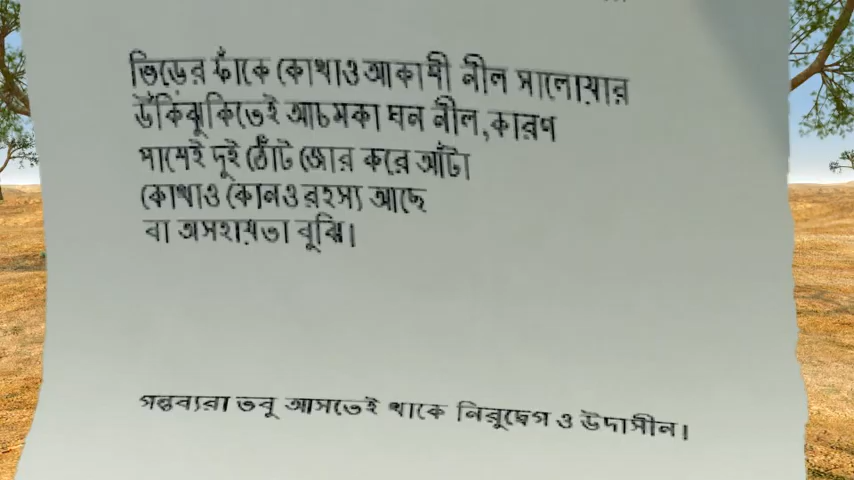 ভিড়ের ফাঁকে কোথাও আকাশী নীল সালোয়ার
উঁকিঝুকিতেই আচমকা ঘন নীল,কারণ
পাশেই দুই ঠোঁট জোর করে আঁটা
কোথাও কোনও রহস্য আছে
বা অসহায়তা বুঝি।
গন্তব্যরা তবু আসতেই থাকে নিরুদ্বেগ ও উদাসীন।